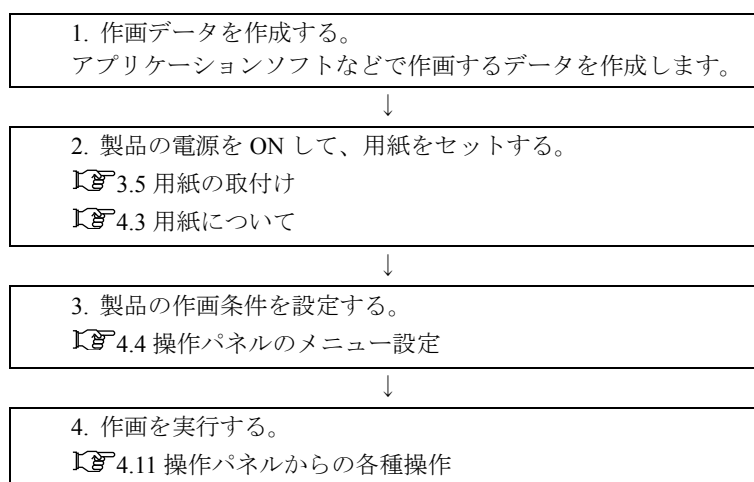 1. 作画データを作成する。
アプリケーションソフトなどで作画するデータを作成します。
↓
2. 製品の電源を ON して、用紙をセットする。
☞3.5 用紙の取付け
☞4.3 用紙について
↓
3. 製品の作画条件を設定する。
☞4.4 操作パネルのメニュー設定
↓
4. 作画を実行する。
☞4.11 操作パネルからの各種操作